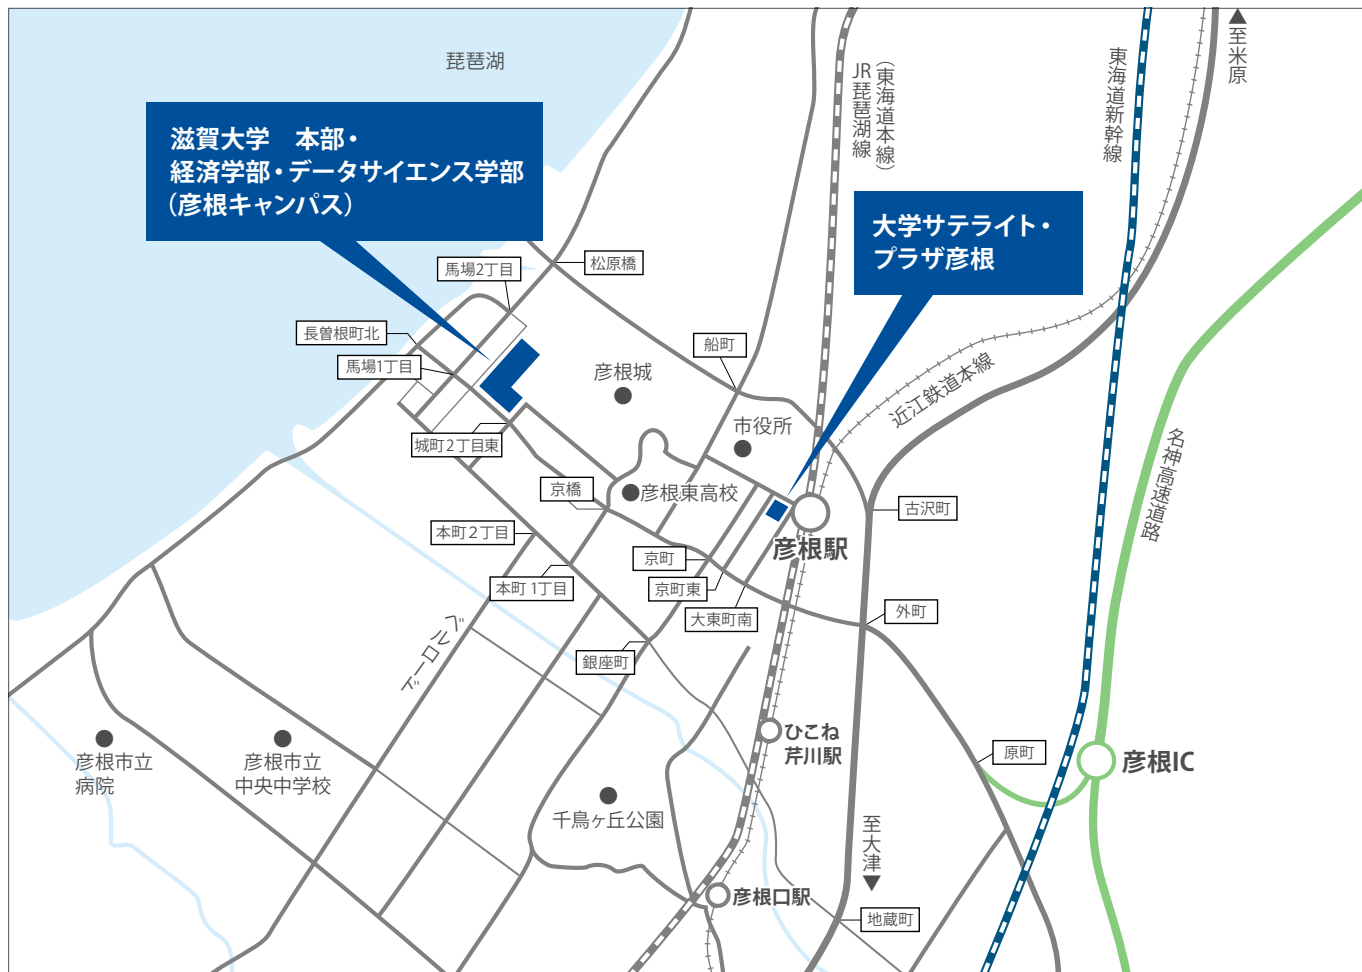 至米原
琵琶湖
東海道新幹線
JR琵琶湖線
（東海道本線）
滋賀大学　本部・
経済学部・データサイエンス学部
（彦根キャンパス）
大学サテライト・
プラザ彦根
松原橋
馬場2丁目
長曽根町北
船町
馬場1丁目
彦根城
近江鉄道本線
市役所
城町２丁目東
名神高速道路
京橋
彦根東高校
古沢町
本町２丁目
彦根駅
京町
本町 1丁目
京町東
大東町南
外町
ベルロード
銀座町
ひこね
芹川駅
彦根市立
病院
彦根市立
中央中学校
原町
彦根IC
千鳥ヶ丘公園
至大津
彦根口駅
地蔵町